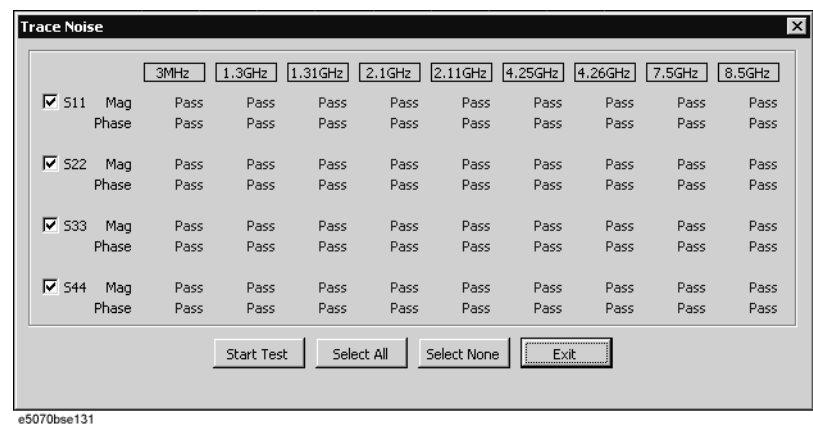 Trace Noise
3MHz 1.3GHz 1.31GHz 2.1GHz 2.11GHz 4.25GHz 4.26GHz 7.5GHz 8.5GHz
S11 Mag Pass Pass Pass Pass Pass Pass Pass Pass Pass
Phase Pass Pass Pass Pass Pass Pass Pass Pass Pass
S22 Mag Pass Pass Pass Pass Pass Pass Pass Pass Pass
Phase Pass Pass Pass Pass Pass Pass Pass Pass Pass
S33 Mag Pass Pass Pass Pass Pass Pass Pass Pass Pass
Phase Pass Pass Pass Pass Pass Pass Pass Pass Pass
S44 Mag Pass Pass Pass Pass Pass Pass Pass Pass Pass
Phase Pass Pass Pass Pass Pass Pass Pass Pass Pass
Start Test Select All Select None Exit
e5070bse131